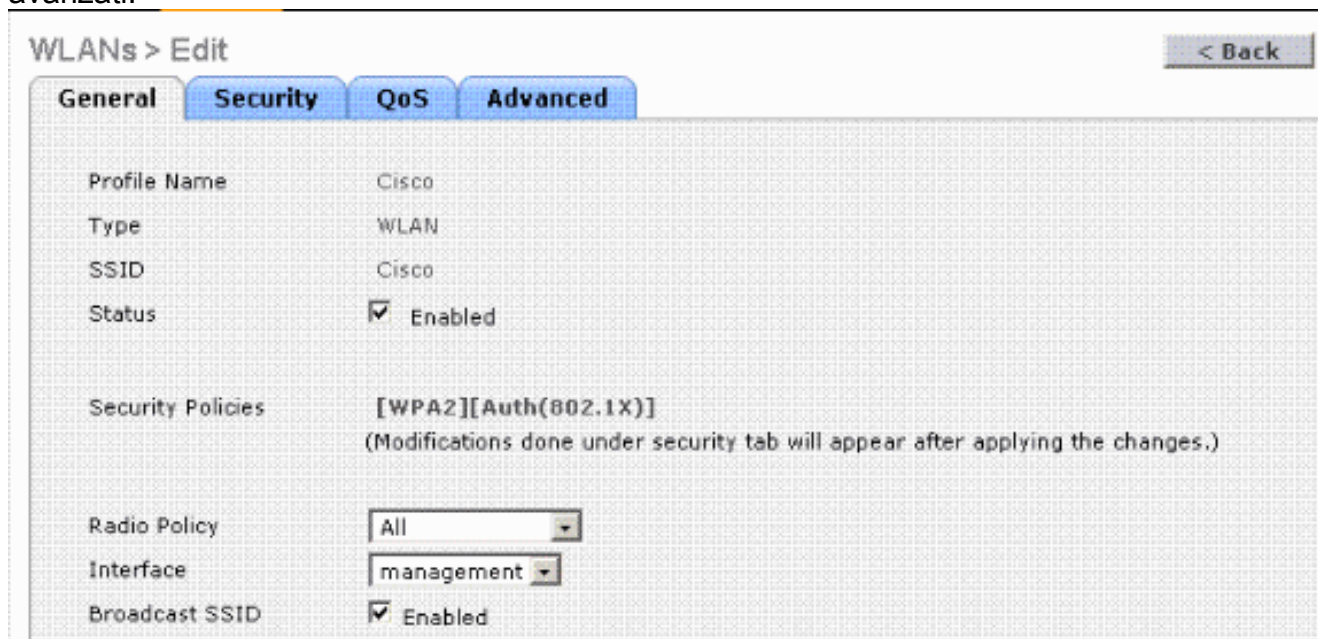 avanzati.
WLANs > Edit
< Back
General Security QoS Advanced
Profile Name Cisco
Type WLAN
SSID Cisco
Status Enabled
Security Policies [WPA2][Auth(802.1X)]
(Modifications done under security tab will appear after applying the changes.)
Radio Policy All
Interface management
Broadcast SSID Enabled